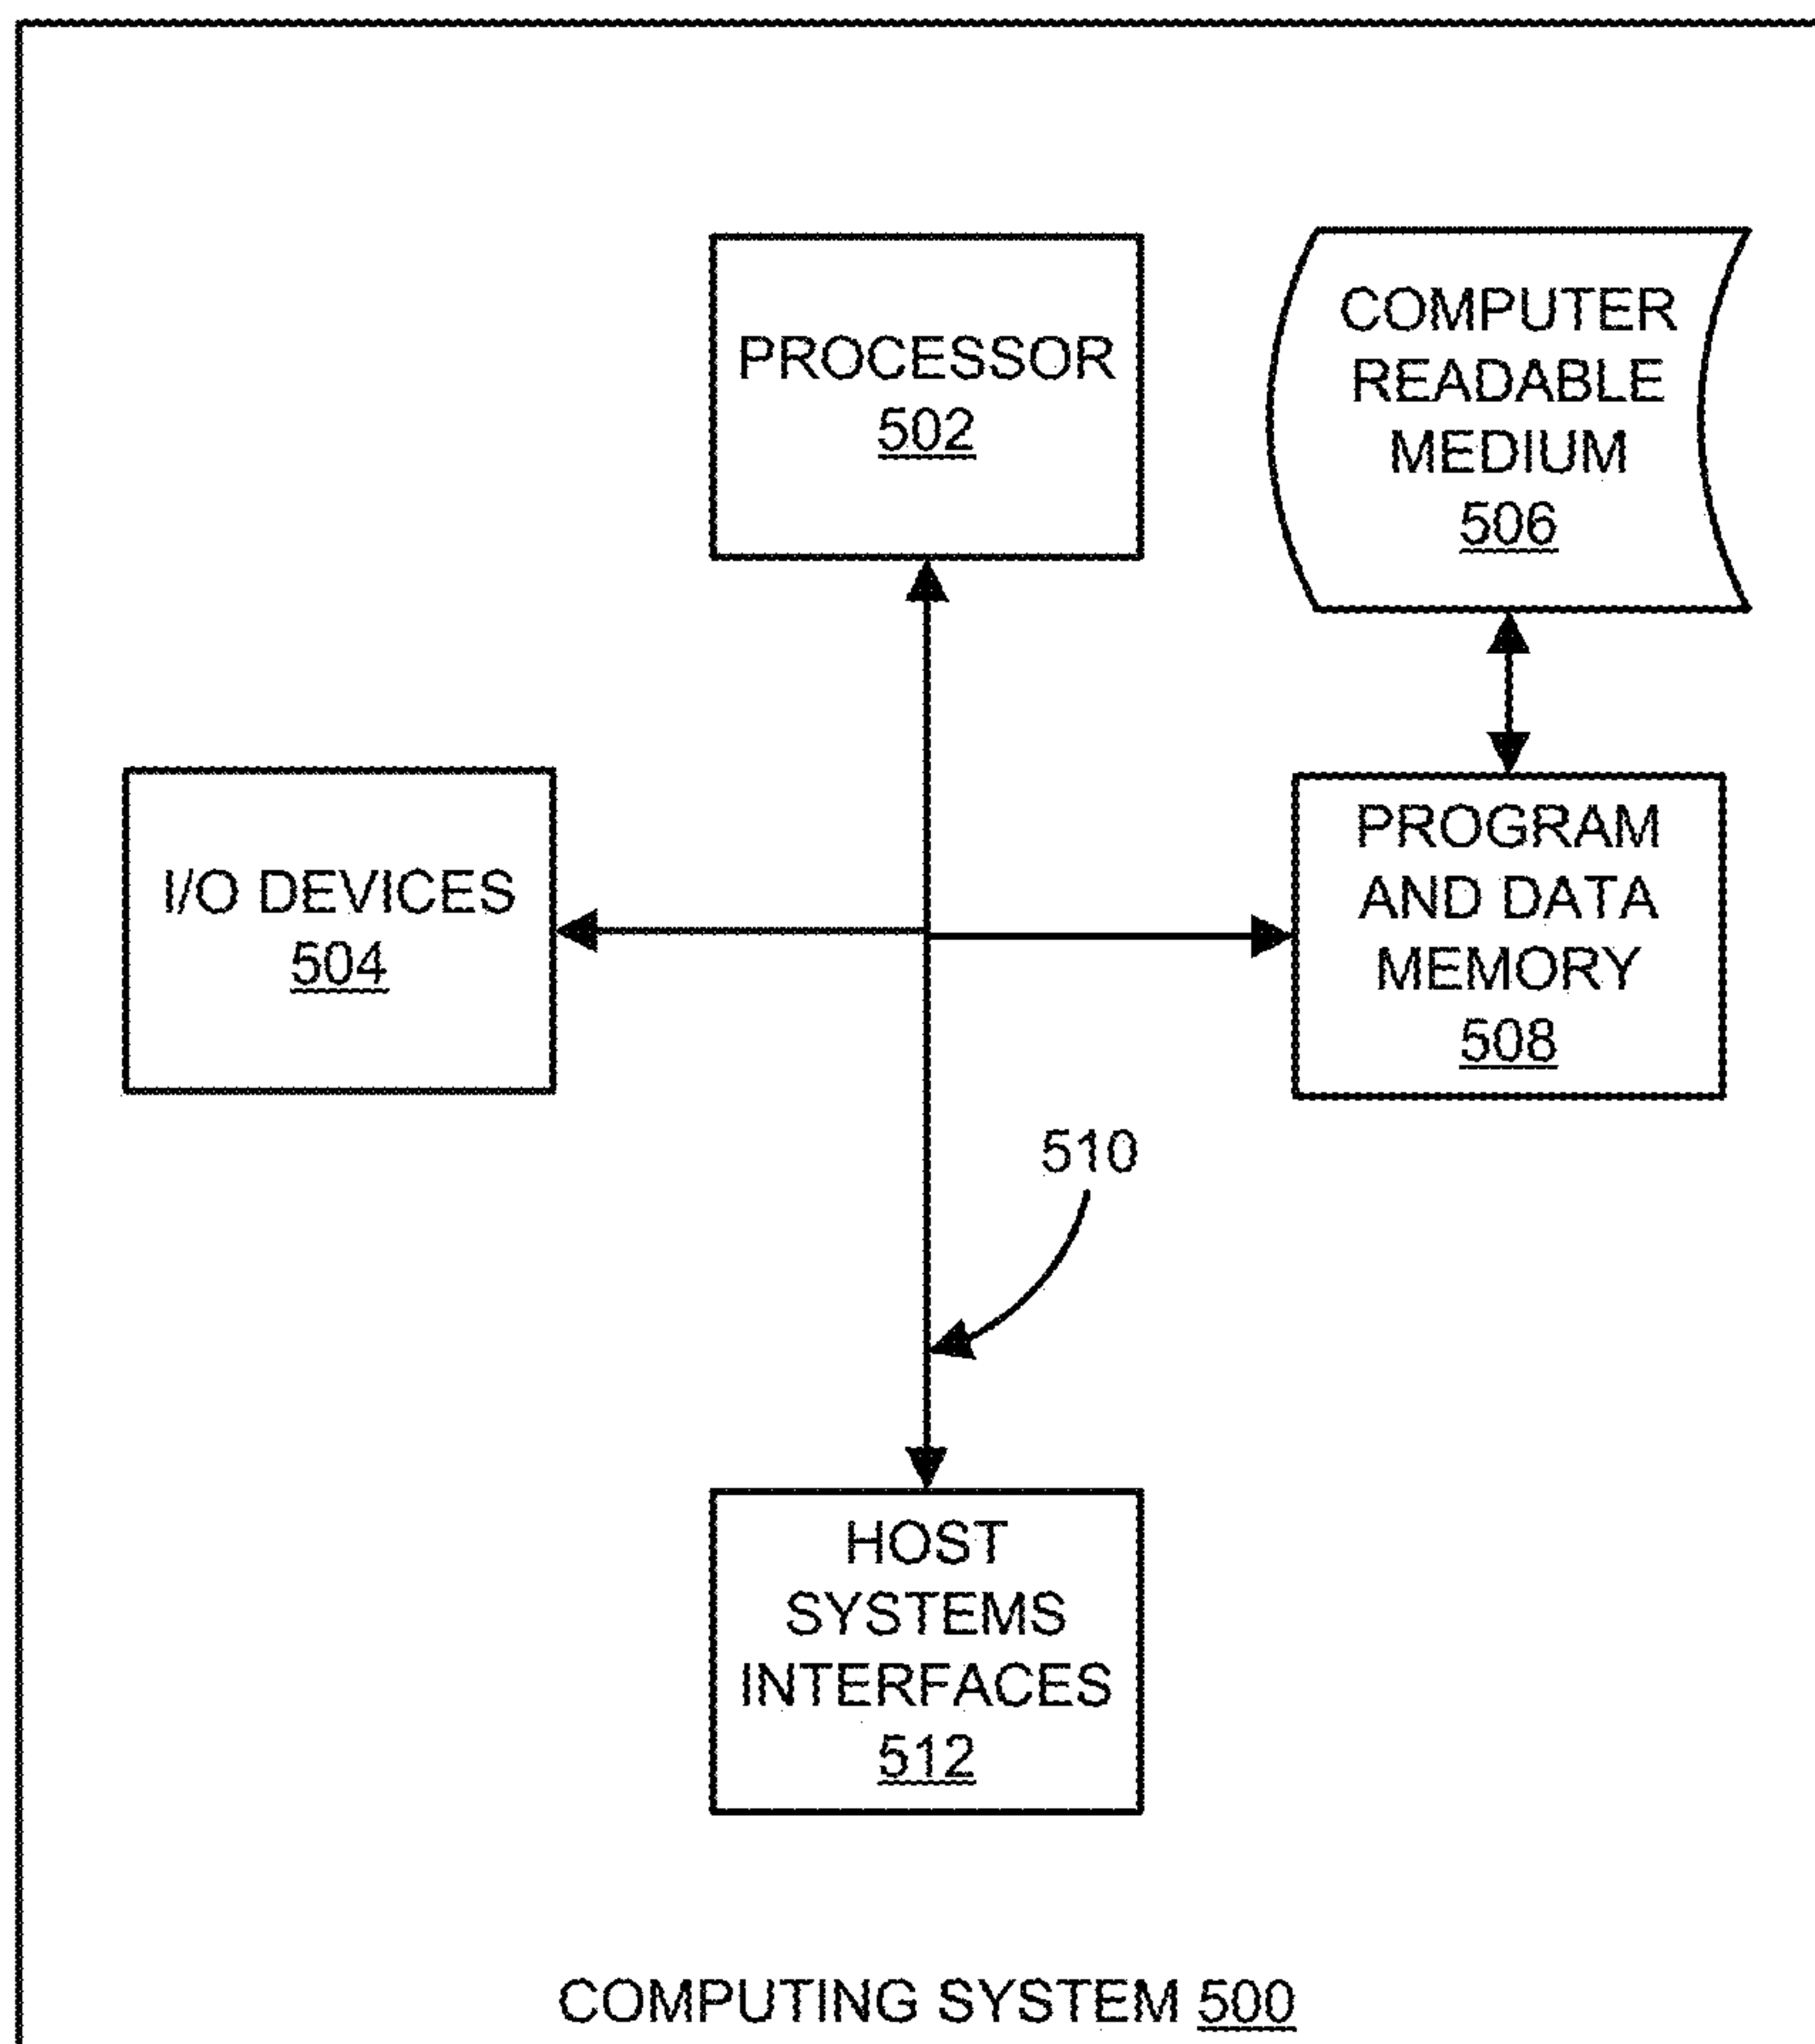 PROCESSOR
502
COMPUTER
READABLE
MEDIUM
506
I/O DEVICES
504
PROGRAM
AND DATA
MEMORY
508
510
HOST
SYSTEMS
INTERFACES
512
COMPUTING SYSTEM 500